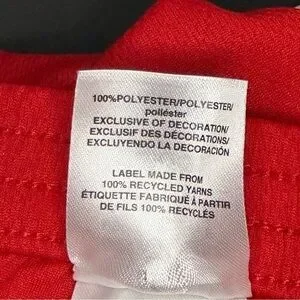 100%POLYESTER/POLYESTER/
poliéster
EXCLUSIVE OF DECORATION/
EXCLUSIF DES DÉCORATIONS/
EXCLUYENDO LA DECORACIÓN
LABEL MADE FROM
100% RECYCLED YARNS
ÉTIQUETTE FABRIQUÉ À PARTIR
DE FILS 100% RECYCLÉS